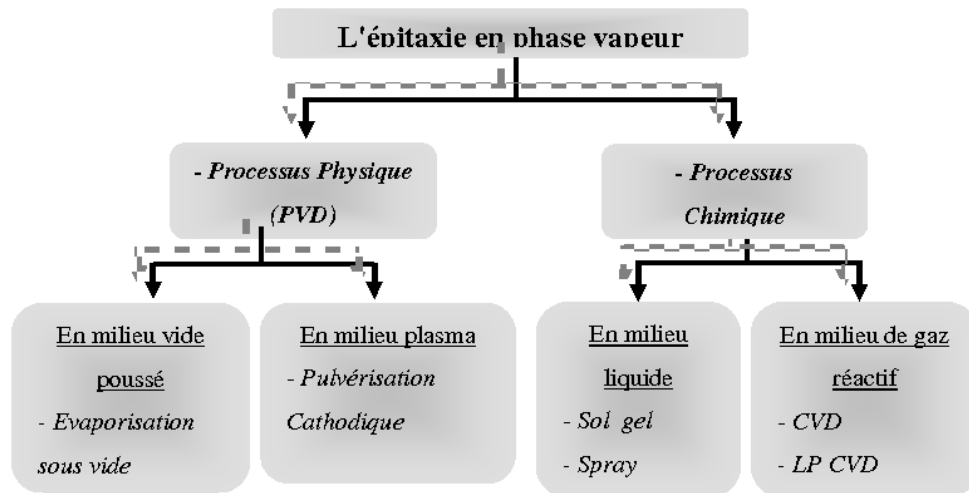 L'épitaxie en phase vapeur
- Processus Physique
(PVD)
- Processus
Chimique
En milieu vide
poussé
- Evaporisation
sous vide
En milieu plasma
- Pulvérisation
Cathodique
En milieu
liquide
- Sol gel
- Spray
En milieu de gaz
réactif
- CVD
- LP CVD